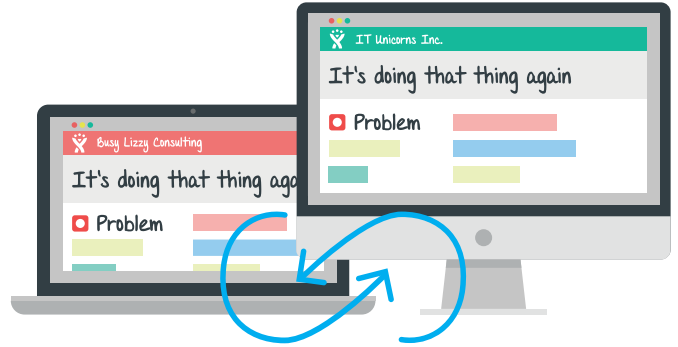 IT Unicorns Inc.
It's doing that thing again
Problem
Busy Lizzy Consulting
It's doing that thing aga
Problem